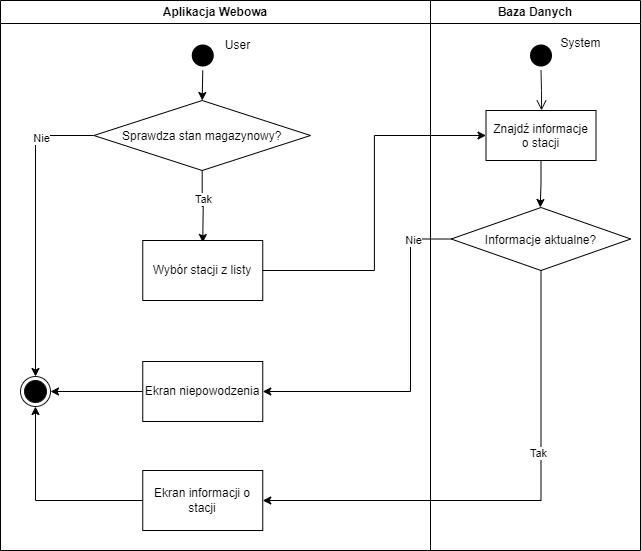 Aplikacja Webowa
Baza Danych
User
System
Sprawdza stan magazynowy?
Znajdź informacje
o stacji
Nie
Tak
Wybór stacji z listy
Nie
Informacje aktualne?
Ekran niepowodzenia
Tak
Ekran informacji o
stacji